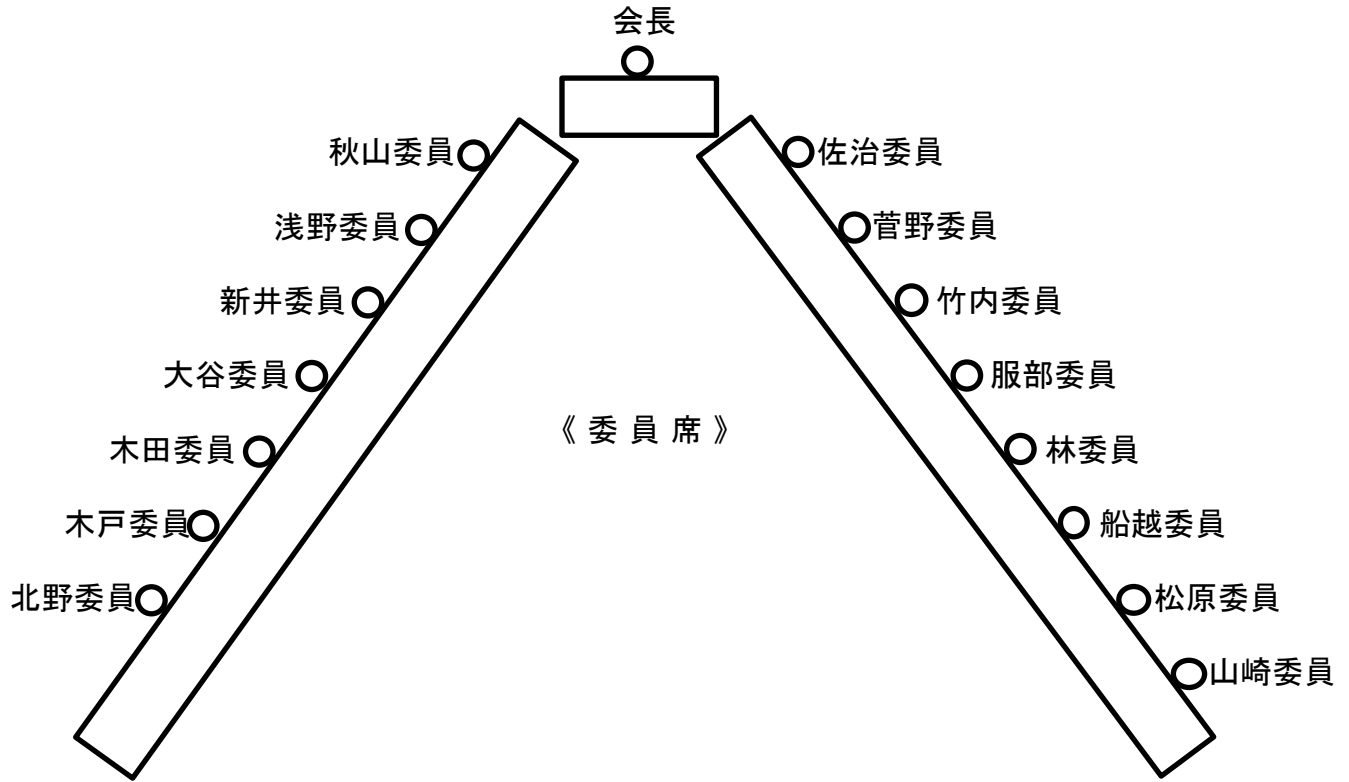 会長
秋山委員
佐治委員
浅野委員
菅野委員
新井委員
竹内委員
大谷委員
服部委員
《委員席》
木田委員
林委員
木戸委員
船越委員
北野委員
松原委員
山崎委員